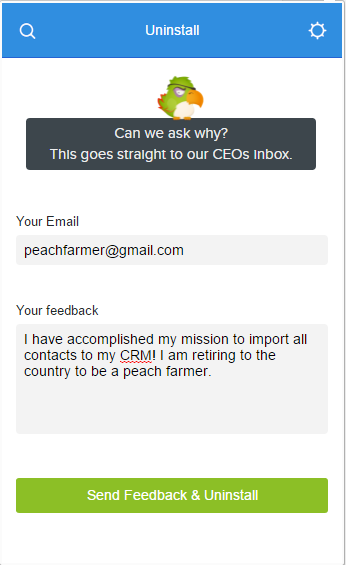 Uninstall
Can we ask why?
This goes straight to our CEOs inbox.
Your Email
peachfarmer@gmail.com
Your feedback
I have accomplished my mission to import all
contacts to my CRM! I am retiring to the
country to be a peach farmer.
Send Feedback & Uninstall